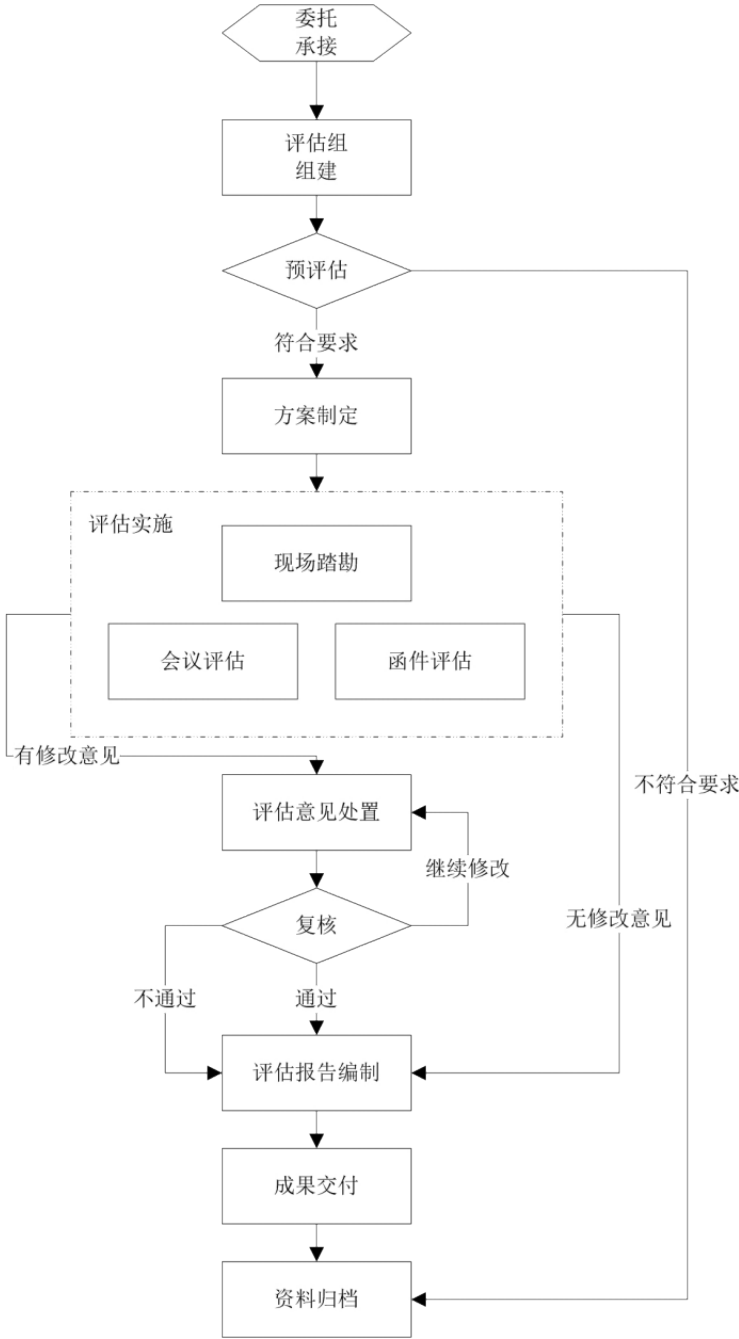 委托
承接
评估组
组建
预评估
符合要求
方案制定
评估实施
现场踏勘
会议评估
函件评估
有修改意见
不符合要求
评估意见处置
继续修改
无修改意见
复核
不通过
通过
评估报告编制
成果交付
资料归档